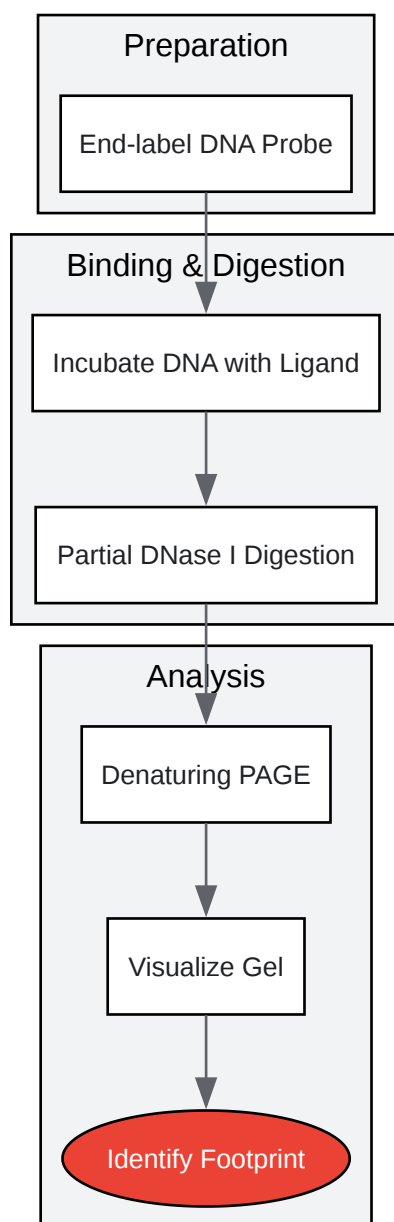 Preparation
End-label DNA Probe
Binding & Digestion
Incubate DNA with Ligand
Partial DNase I Digestion
Analysis
Denaturing PAGE
Visualize Gel
Identify Footprint